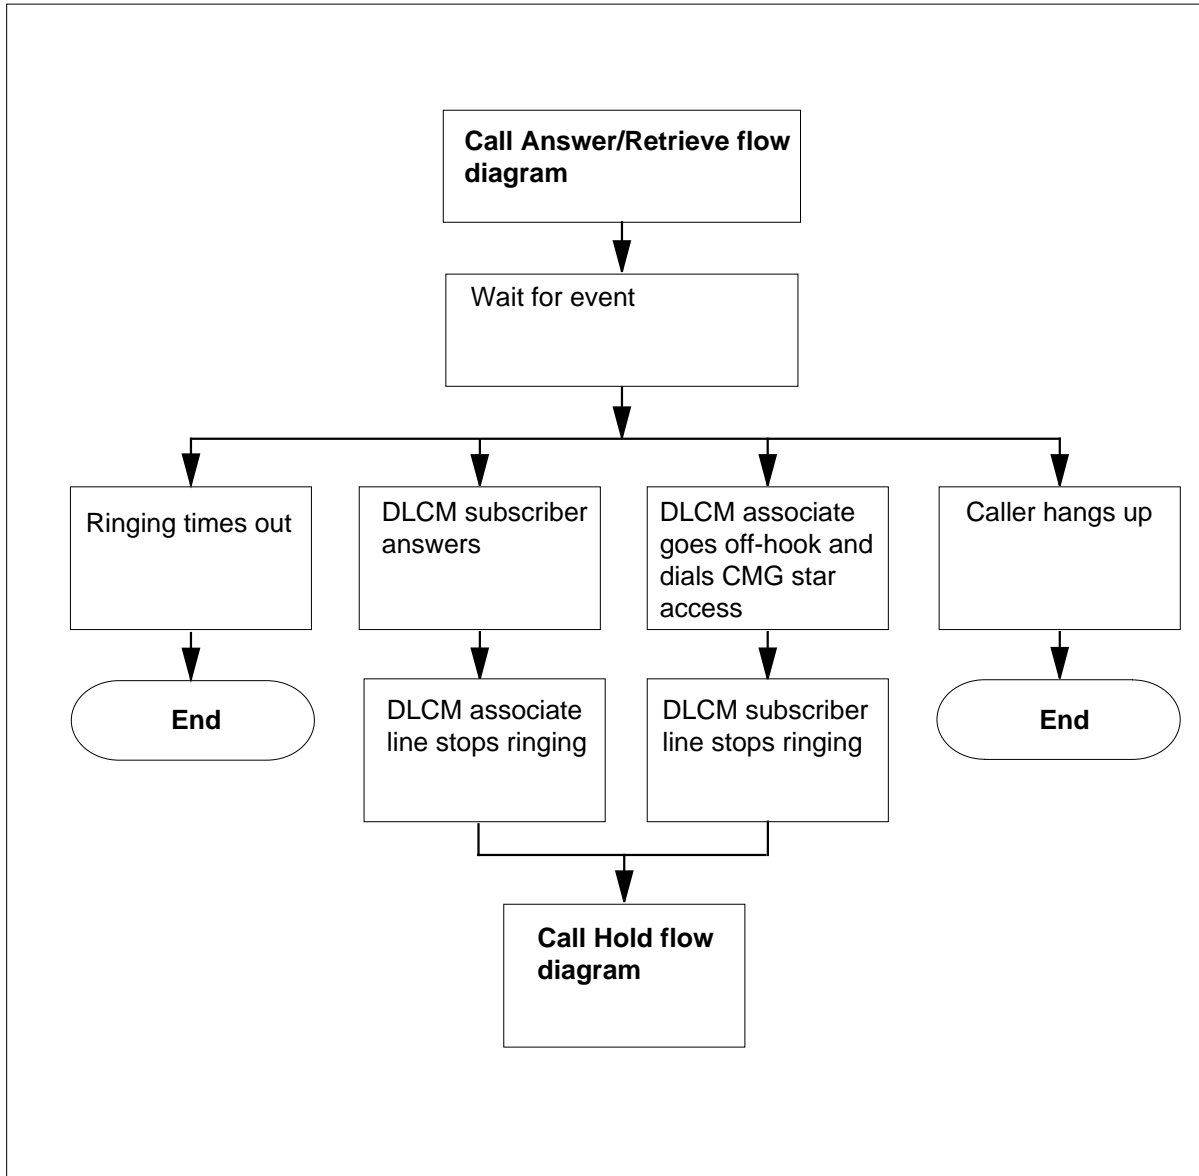 Call Answer/Retrieve flow
diagram
Wait for event
Ringing times out
DLCM subscriber
answers
DLCM associate
goes off-hook and
dials CMG star
access
Caller hangs up
End
DLCM associate
line stops ringing
DLCM subscriber
line stops ringing
End
Call Hold flow
diagram